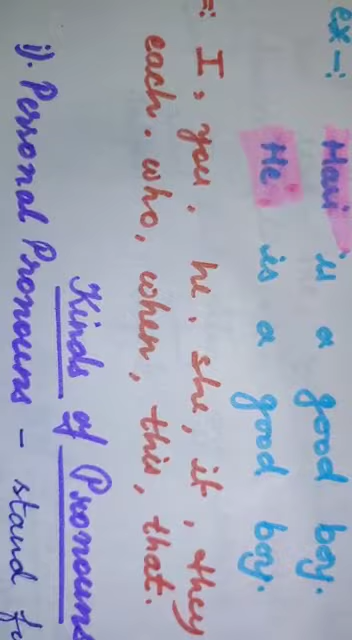 ex-: Hari is a good boy.
He is a good boy.
: I, you, he, she, it, they
each, who, when, this, that.
Kinds of Pronouns
i). Personal Pronouns - stand